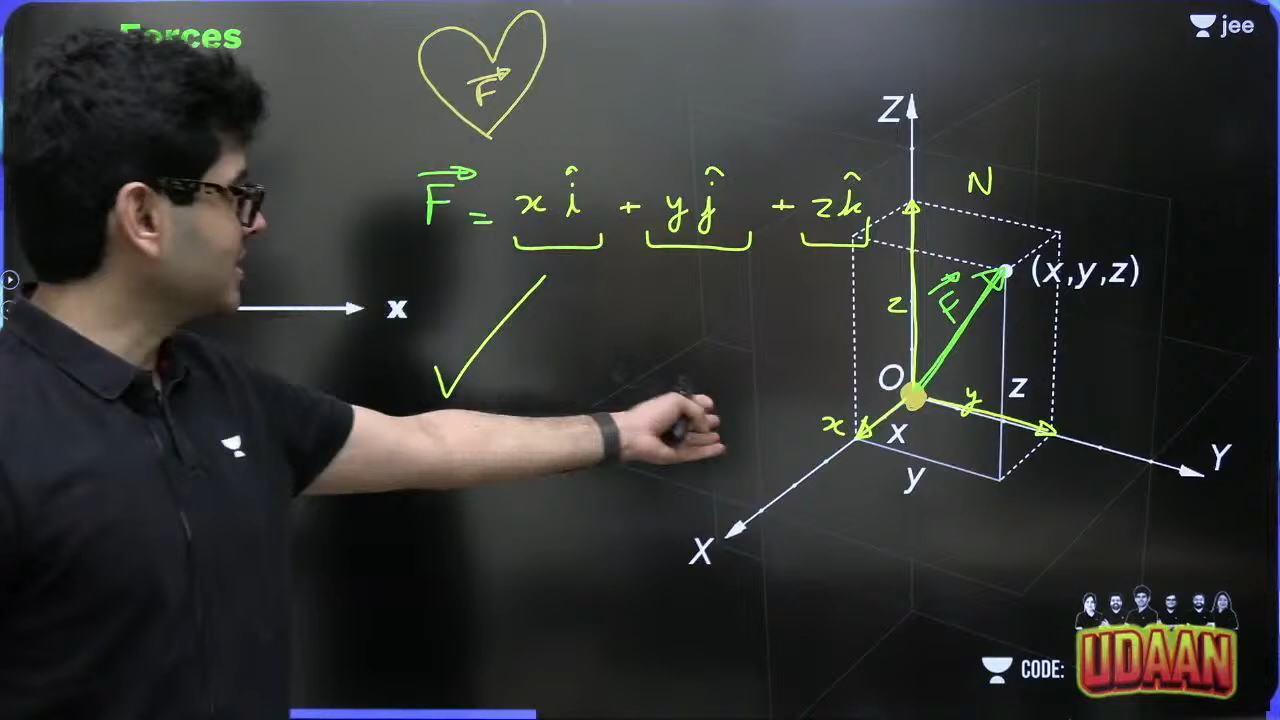 Forces
jee
F⃗
F⃗ = x î + y ĵ + z k̂
x
Z
N
(x,y,z)
z
F⃗
O
z
y
x
x
y
Y
X
CODE:
UDAAN